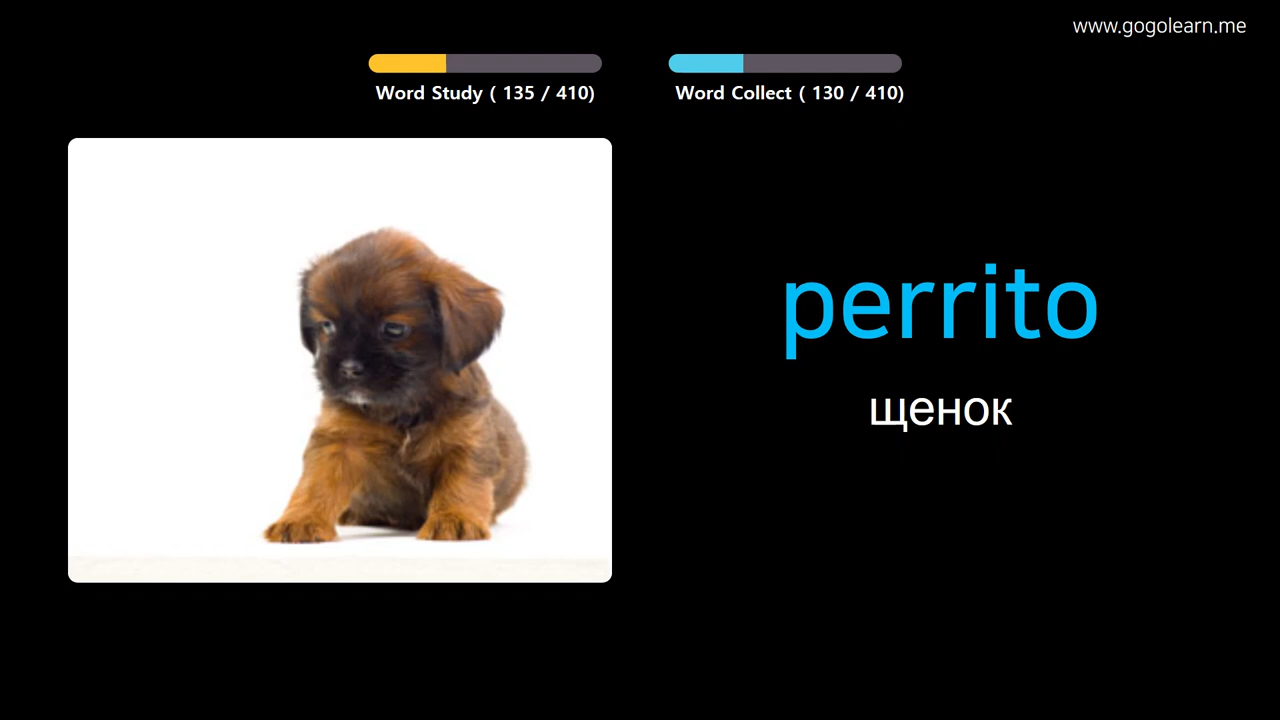 www.gogolearn.me
Word Study ( 135 / 410)
Word Collect ( 130 / 410)
perrito
щенок